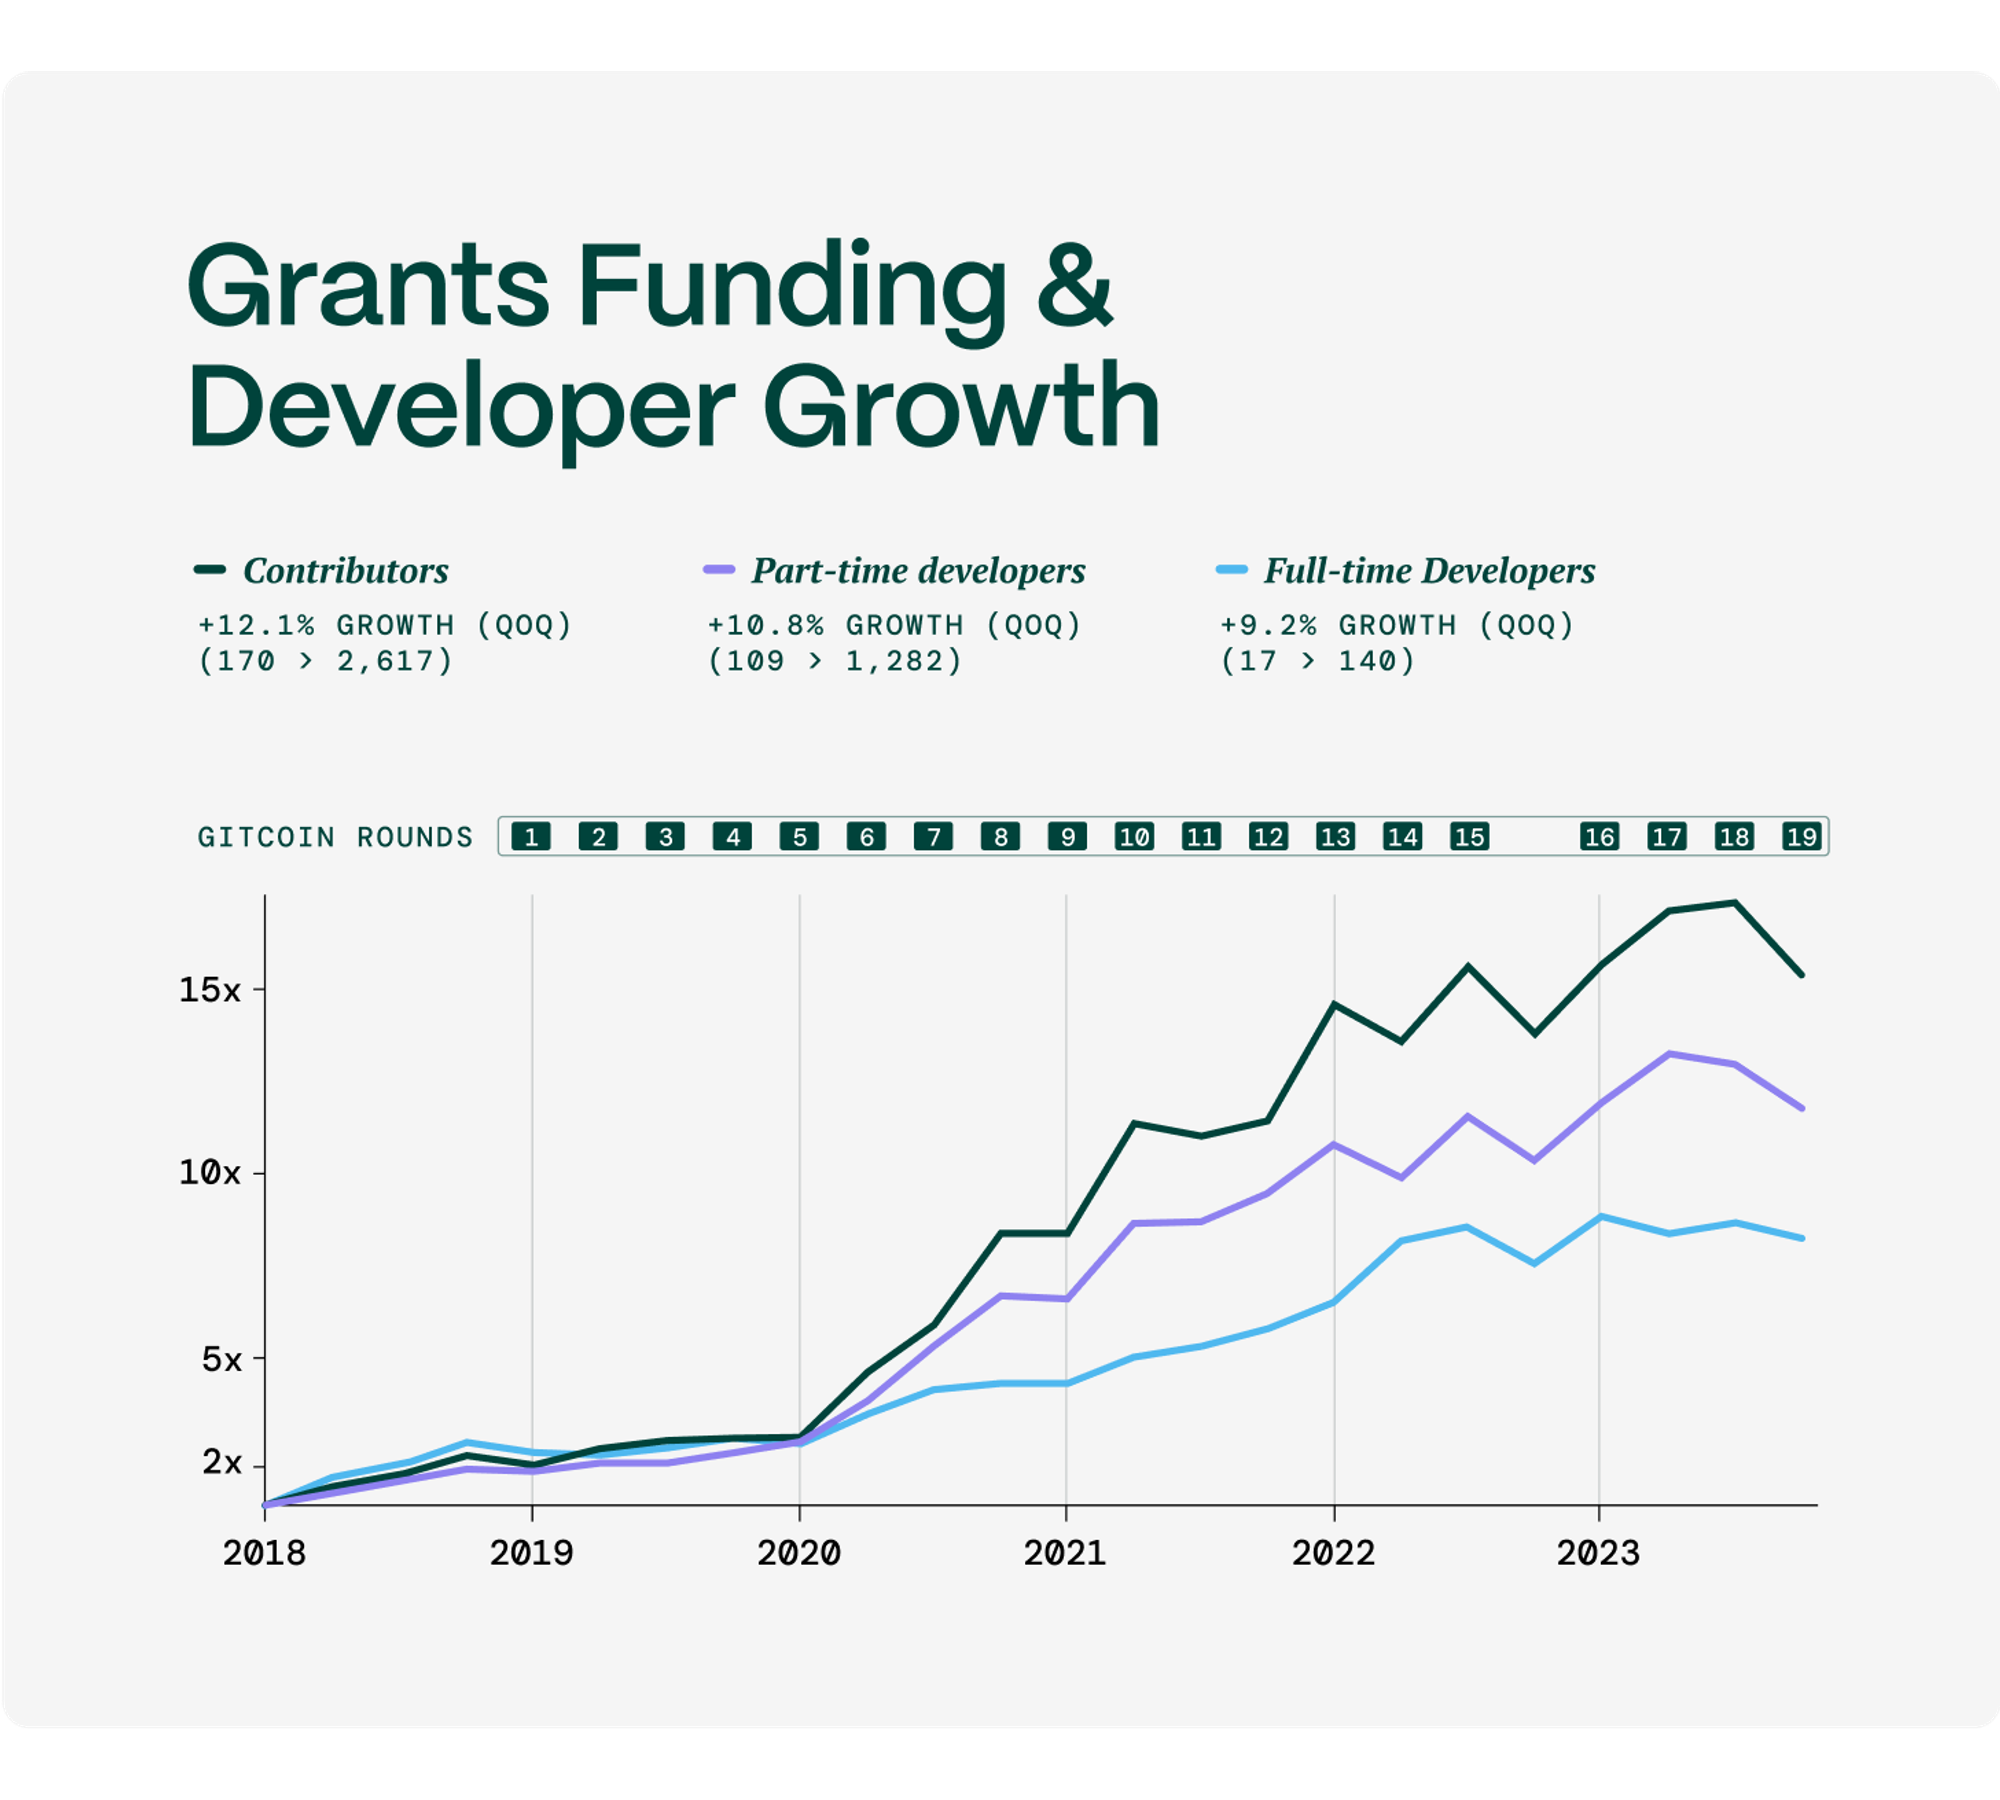 Grants Funding &
Developer Growth
Contributors
+12.1% GROWTH (QOQ)
(170 > 2,617)
Part-time developers
+10.8% GROWTH (QOQ)
(109 > 1,282)
Full-time Developers
+9.2% GROWTH (QOQ)
(17 > 140)
GITCOIN ROUNDS 1 2 3 4 5 6 7 8 9 10 11 12 13 14 15 16 17 18 19
15x
10x
5x
2x
2018 2019 2020 2021 2022 2023